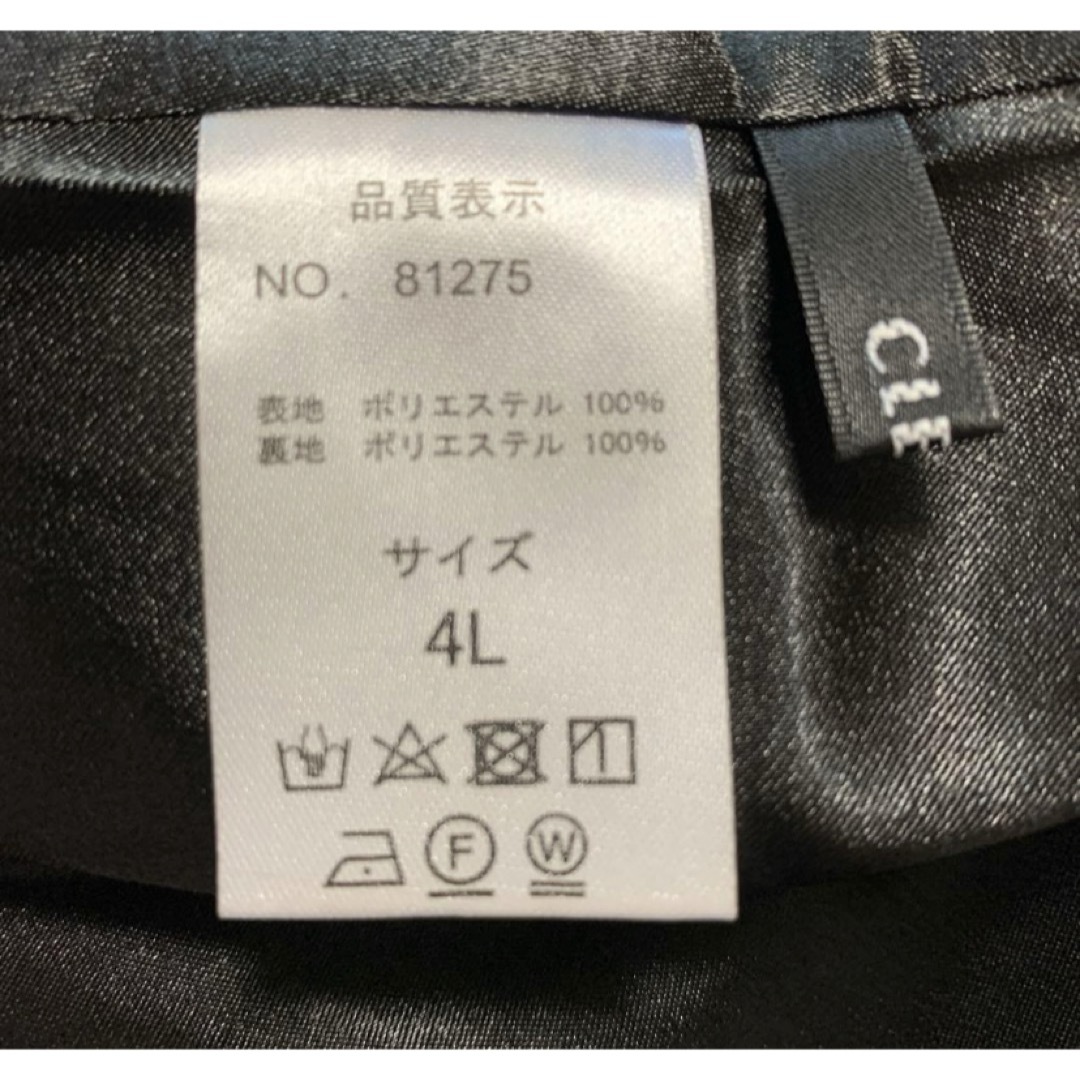 品質表示
NO. 81275
表地 ポリエステル 100%
裏地 ポリエステル 100%
サイズ
4L
F W